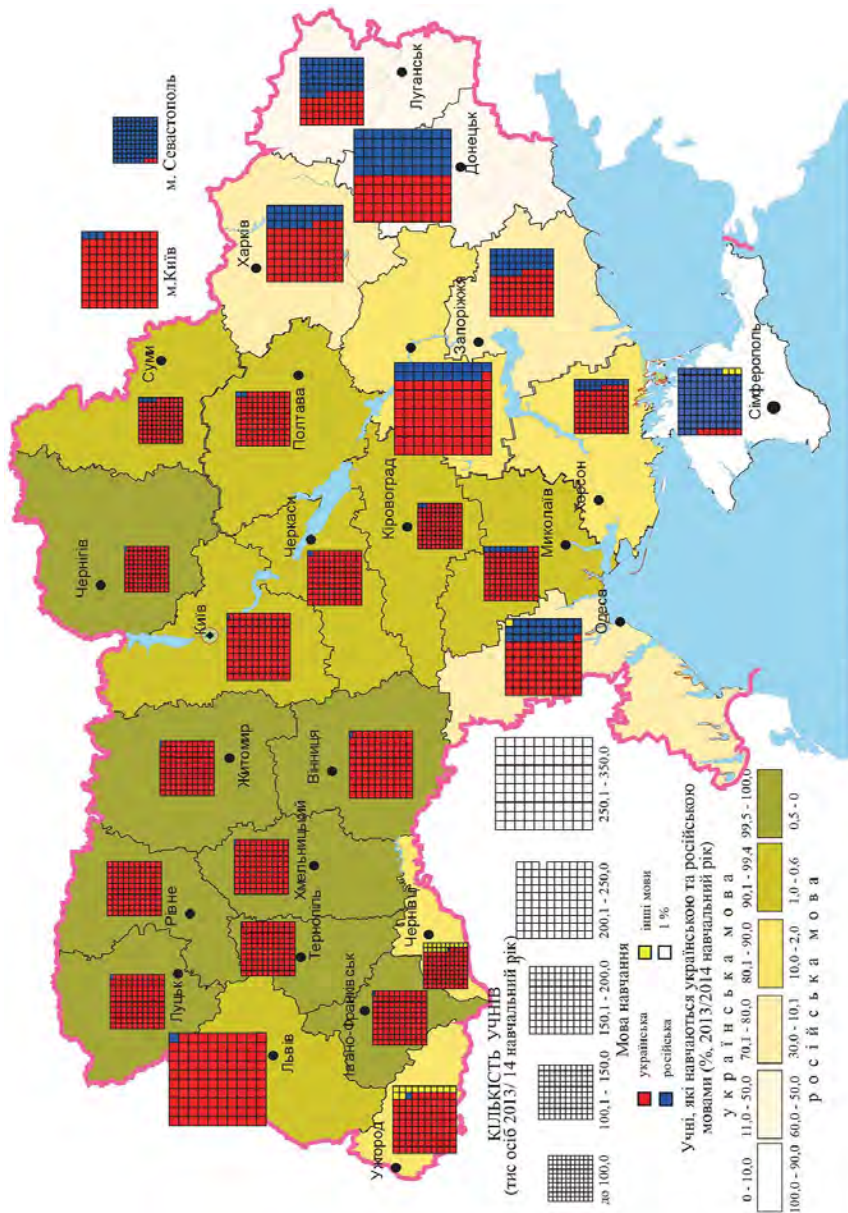 м. Севастополь
м.Київ
Луганськ
Донецьк
Харків
Суми
Полтава
Запоріжжя
Сімферополь
Чернігів
Черкаси
Кіровоград
Миколаїв
Херсон
Київ
Одеса
Житомир
Вінниця
Рівне
Хмельницький
Тернопіль
Чернівці
Луцьк
Івано-Франківськ
Львів
Ужгород
КІЛЬКІСТЬ УЧНІВ
(тис осіб 2013/ 14 навчальний рік)
до 100,0
100,1 - 150,0
150,1 - 200,0
200,1 - 250,0
250,1 - 350,0
Мова навчання
українська
російська
інші мови
1 %
Учні, які навчаються українською та російською
мовами (%, 2013/2014 навчальний рік)
українська мова
0 - 10,0
11,0 - 50,0
70,1 - 80,0
80,1 - 90,0
90,1 - 99,4
99,5 - 100,0
100,0 - 90,0
60,0 - 50,0
30,0 - 10,1
10,0 - 2,0
1,0 - 0,6
0,5 - 0
російська мова